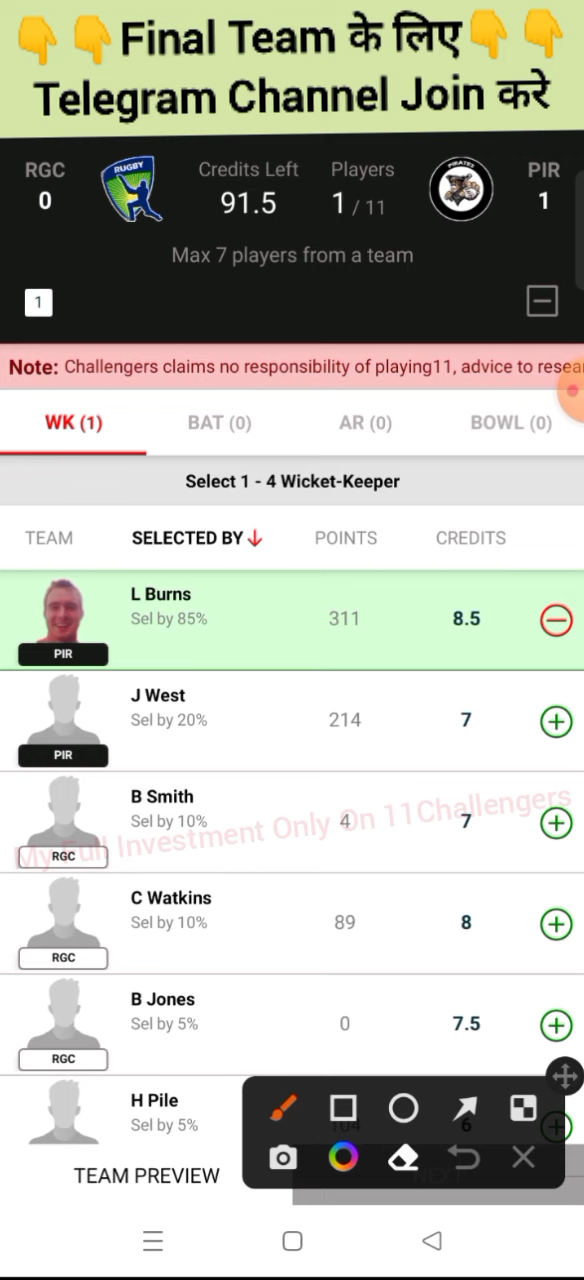 👇👇Final Team के लिए👇👇
Telegram Channel Join करे
RGC
0
RUGBY
Credits Left
91.5
Players
1 / 11
PIRATES
PIR
1
Max 7 players from a team
1
Note: Challengers claims no responsibility of playing11, advice to resea
WK (1) BAT (0) AR (0) BOWL (0)
Select 1 - 4 Wicket-Keeper
TEAM SELECTED BY↓ POINTS CREDITS
L Burns
Sel by 85% 311 8.5
PIR
J West
Sel by 20% 214 7
PIR
B Smith
Sel by 10% 4 7
My Full Investment Only On 11Challengers
RGC
C Watkins
Sel by 10% 89 8
RGC
B Jones
Sel by 5% 0 7.5
RGC
H Pile
Sel by 5% 104 6
TEAM PREVIEW NEXT